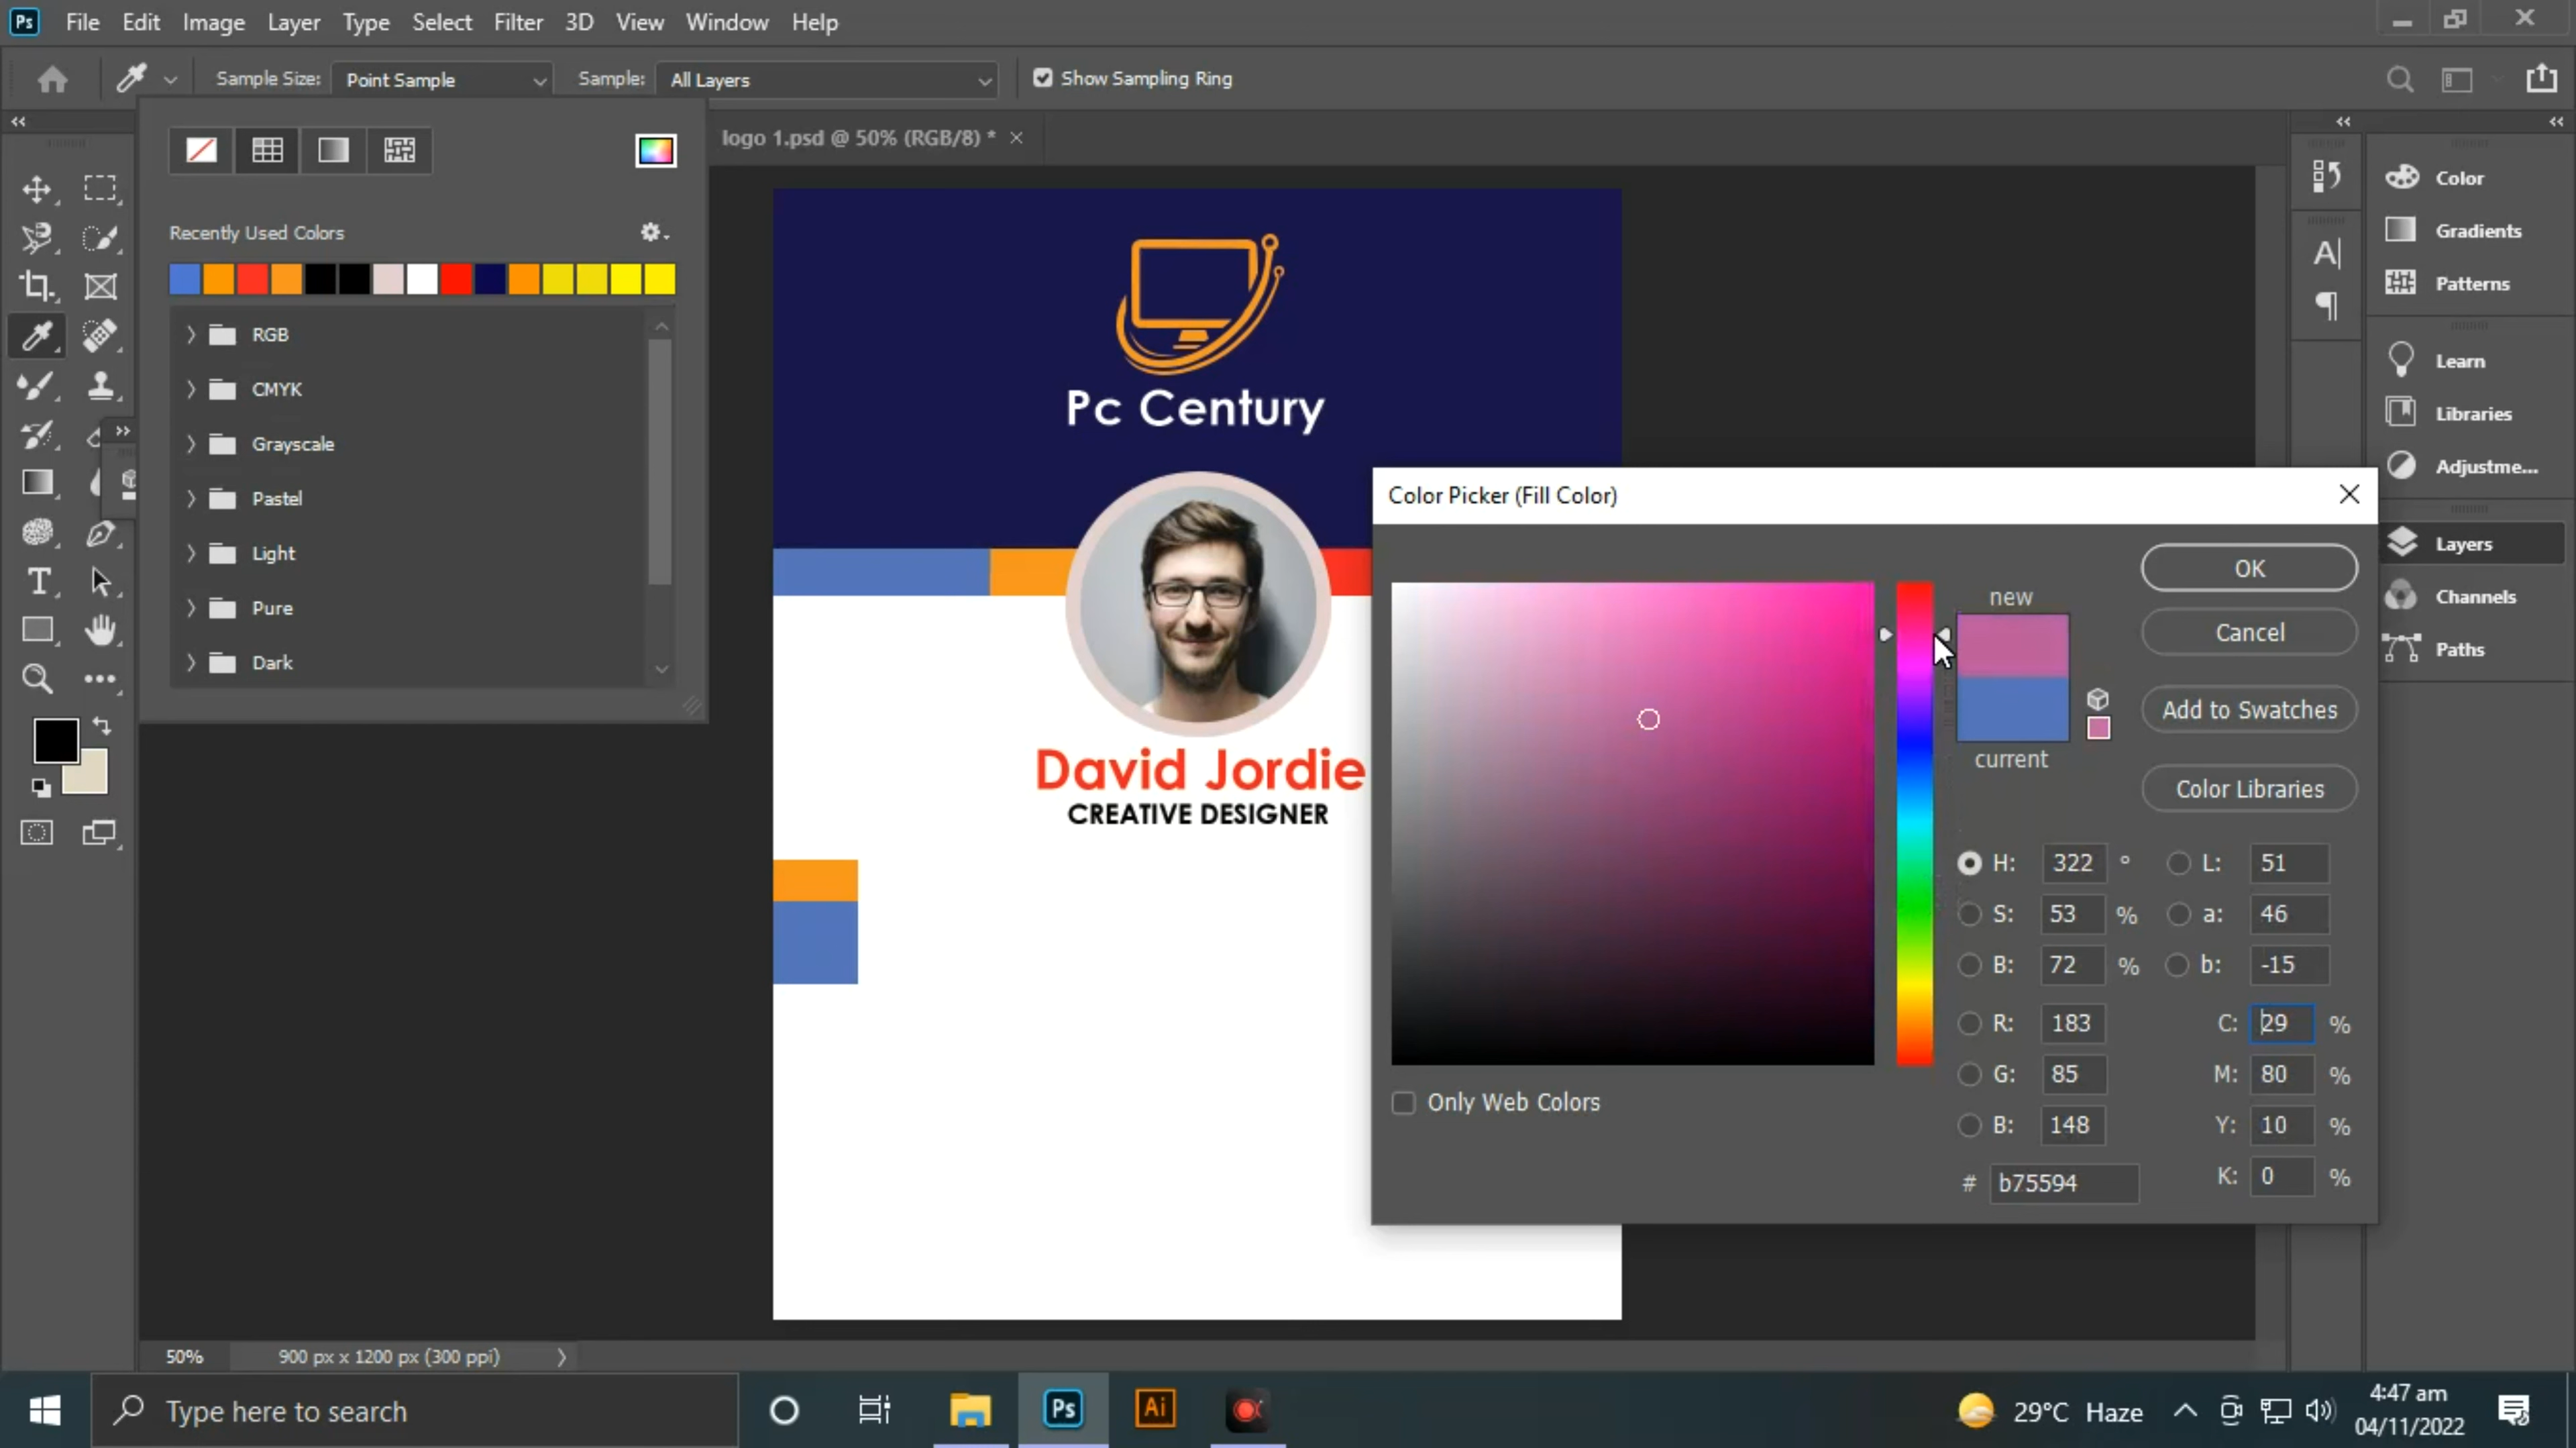 Ps File Edit Image Layer Type Select Filter 3D View Window Help
Sample Size: Point Sample Sample: All Layers Show Sampling Ring
logo 1.psd @ 50% (RGB/8) * ×
Recently Used Colors
RGB
CMYK
Grayscale
Pastel
Light
Pure
Dark
Pc Century
David Jordie
CREATIVE DESIGNER
Color
Gradients
Patterns
Learn
Libraries
Adjustme...
Layers
Channels
Paths
Color Picker (Fill Color)
new
current
OK
Cancel
Add to Swatches
Color Libraries
H: 322 ° L: 51
S: 53 % a: 46
B: 72 % b: -15
R: 183 C: 29 %
G: 85 M: 80 %
B: 148 Y: 10 %
# b75594 K: 0 %
Only Web Colors
50% 900 px x 1200 px (300 ppi)
Type here to search
Ps Ai
29°C Haze
4:47 am
04/11/2022